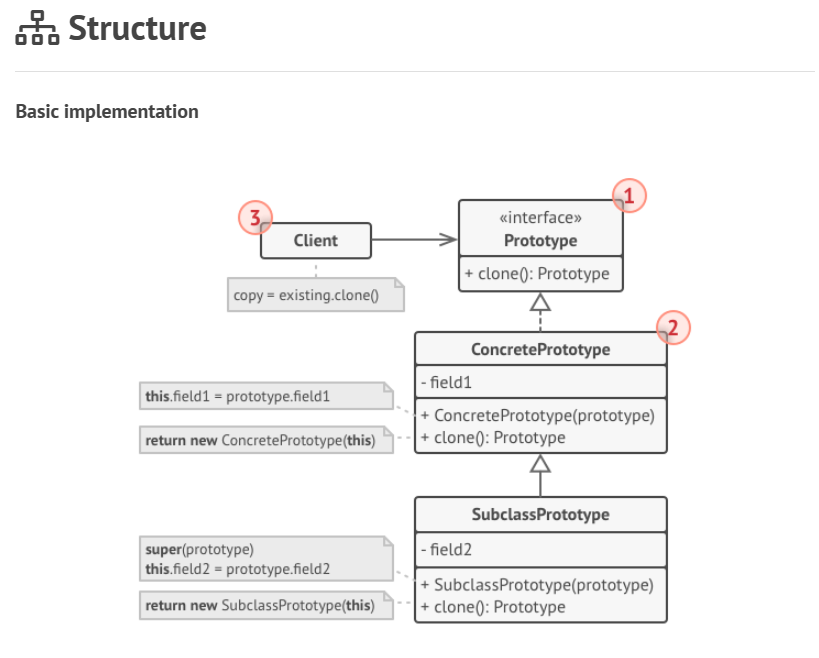 Structure
Basic implementation
1
3
«interface»
Prototype
Client
+ clone(): Prototype
copy = existing.clone()
2
ConcretePrototype
- field1
this.field1 = prototype.field1
+ ConcretePrototype(prototype)
return new ConcretePrototype(this)
+ clone(): Prototype
SubclassPrototype
super(prototype)
- field2
this.field2 = prototype.field2
+ SubclassPrototype(prototype)
return new SubclassPrototype(this)
+ clone(): Prototype